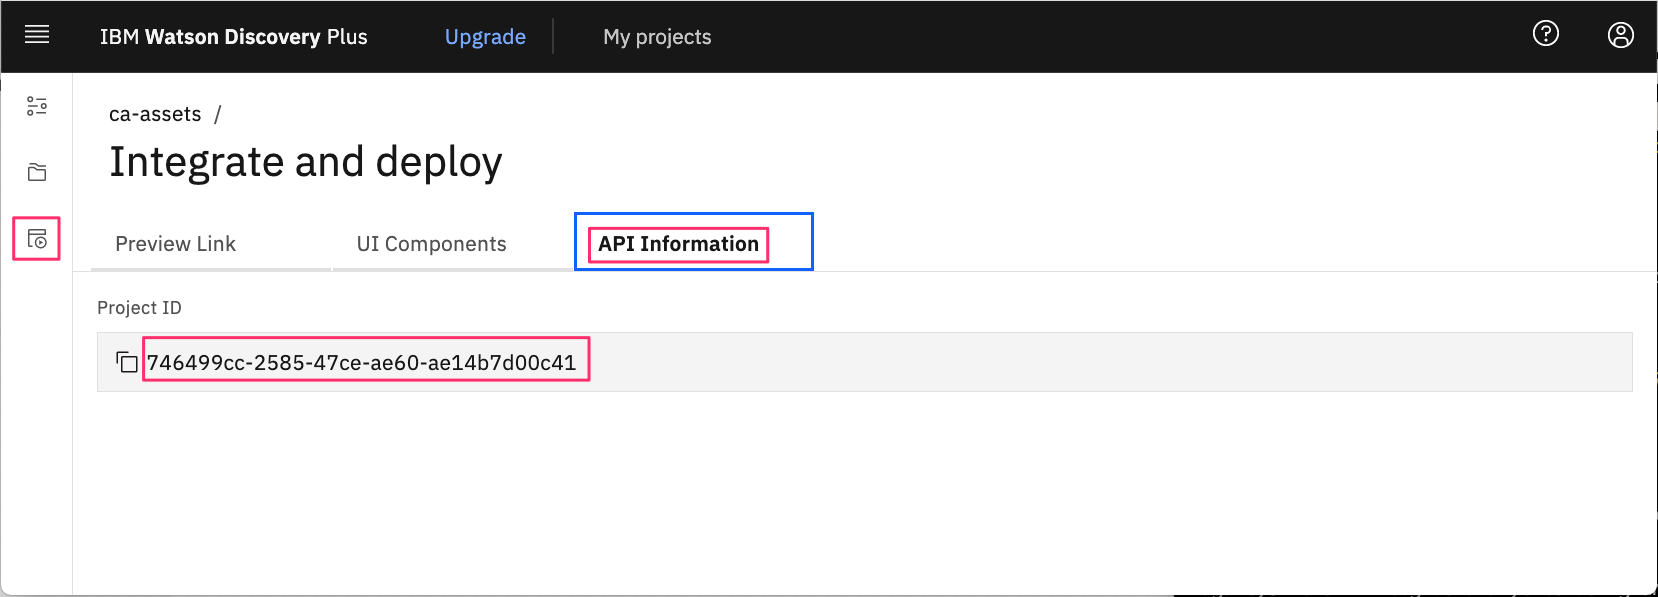 IBM Watson Discovery Plus Upgrade My projects
ca-assets /
Integrate and deploy
Preview Link UI Components API Information
Project ID
746499cc-2585-47ce-ae60-ae14b7d00c41